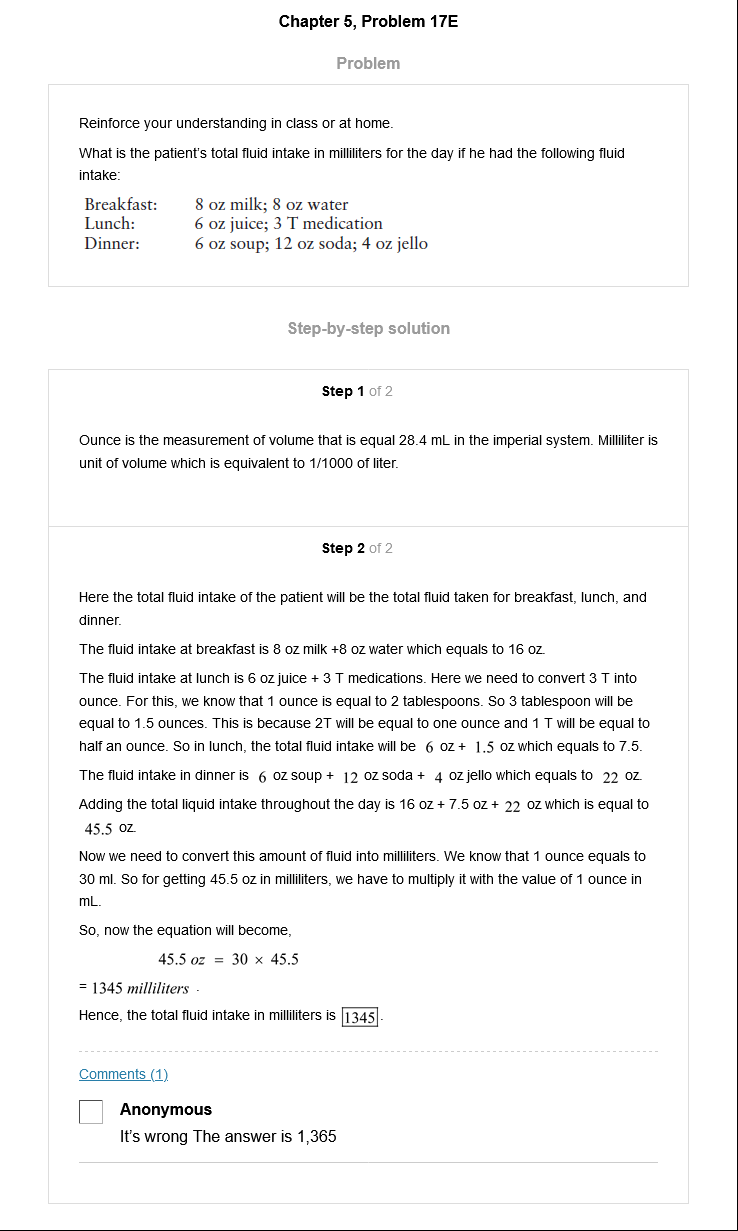 Chapter 5, Problem 17E
Problem
Reinforce your understanding in class or at home.
What is the patient's total fluid intake in milliliters for the day if he had the following fluid
intake:
Breakfast: 8 oz milk; 8 oz water
Lunch: 6 oz juice; 3 T medication
Dinner: 6 oz soup; 12 oz soda; 4 oz jello
Step-by-step solution
Step 1 of 2
Ounce is the measurement of volume that is equal 28.4 mL in the imperial system. Milliliter is
unit of volume which is equivalent to 1/1000 of liter.
Step 2 of 2
Here the total fluid intake of the patient will be the total fluid taken for breakfast, lunch, and
dinner.
The fluid intake at breakfast is 8 oz milk +8 oz water which equals to 16 oz.
The fluid intake at lunch is 6 oz juice + 3 T medications. Here we need to convert 3 T into
ounce. For this, we know that 1 ounce is equal to 2 tablespoons. So 3 tablespoon will be
equal to 1.5 ounces. This is because 2T will be equal to one ounce and 1 T will be equal to
half an ounce. So in lunch, the total fluid intake will be 6 oz + 1.5 oz which equals to 7.5.
The fluid intake in dinner is 6 oz soup + 12 oz soda + 4 oz jello which equals to 22 oz.
Adding the total liquid intake throughout the day is 16 oz + 7.5 oz + 22 oz which is equal to
45.5 oz.
Now we need to convert this amount of fluid into milliliters. We know that 1 ounce equals to
30 ml. So for getting 45.5 oz in milliliters, we have to multiply it with the value of 1 ounce in
mL.
So, now the equation will become,
45.5 oz = 30 × 45.5
= 1345 milliliters .
Hence, the total fluid intake in milliliters is 1345.
Comments (1)
Anonymous
It's wrong The answer is 1,365